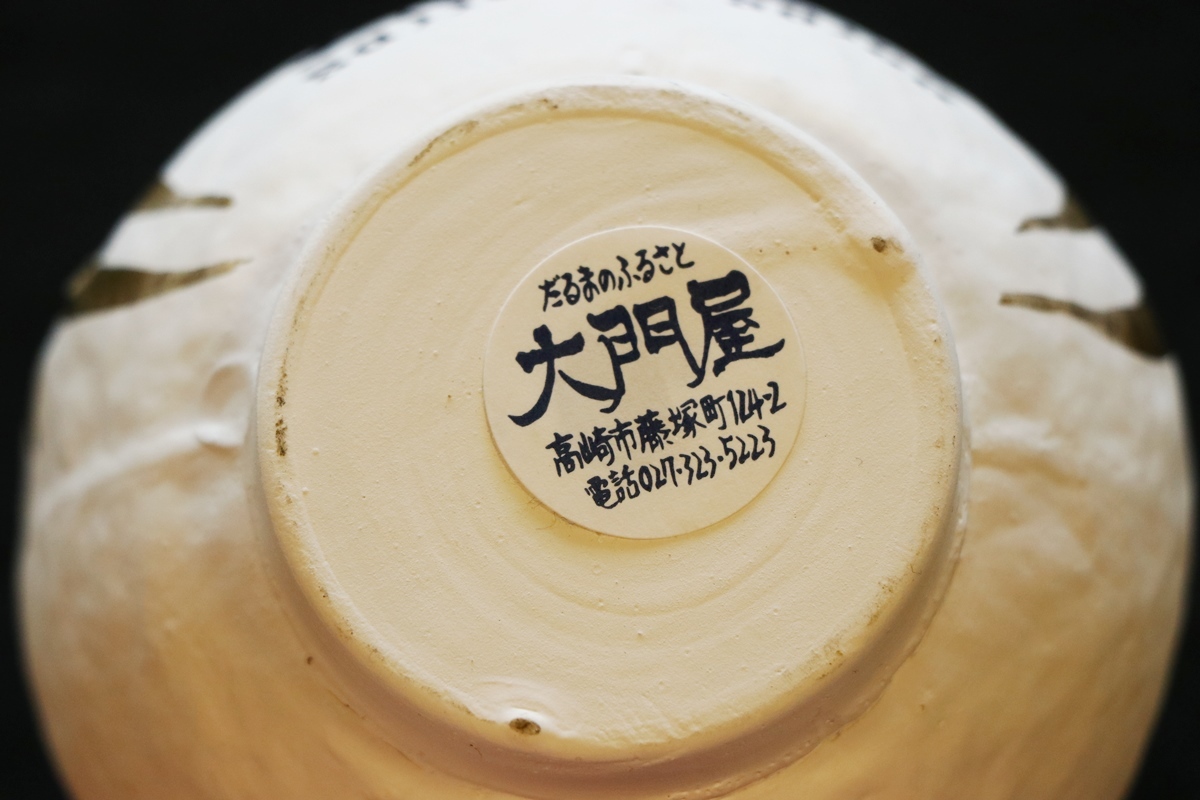 だるまのふるさと
大門屋
高崎市藤塚町124-2
電話027・323・5223